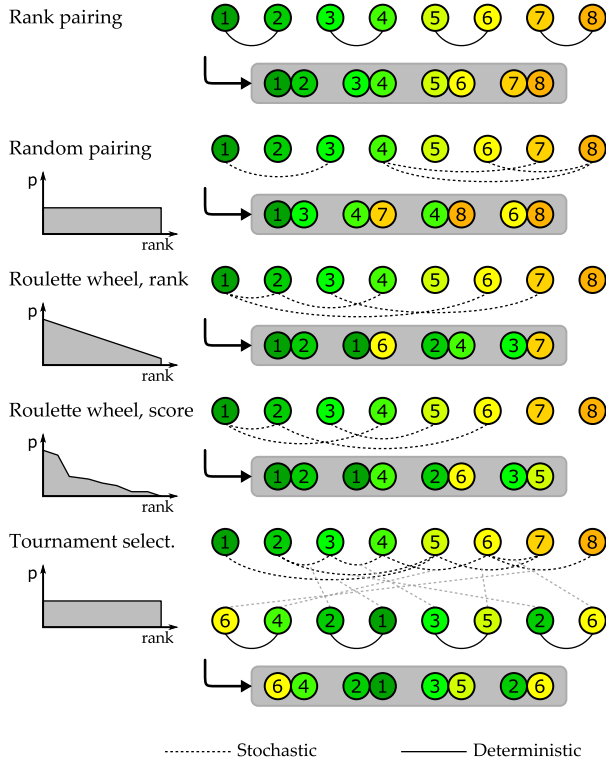 Rank pairing
1 2 3 4 5 6 7 8
1 2 3 4 5 6 7 8
Random pairing
1 2 3 4 5 6 7 8
p
rank
1 3 4 7 4 8 6 8
Roulette wheel, rank
1 2 3 4 5 6 7 8
p
rank
1 2 1 6 2 4 3 7
Roulette wheel, score
1 2 3 4 5 6 7 8
p
rank
1 2 1 4 2 6 3 5
Tournament select.
1 2 3 4 5 6 7 8
p
rank
6 4 2 1 3 5 2 6
6 4 2 1 3 5 2 6
Stochastic
Deterministic